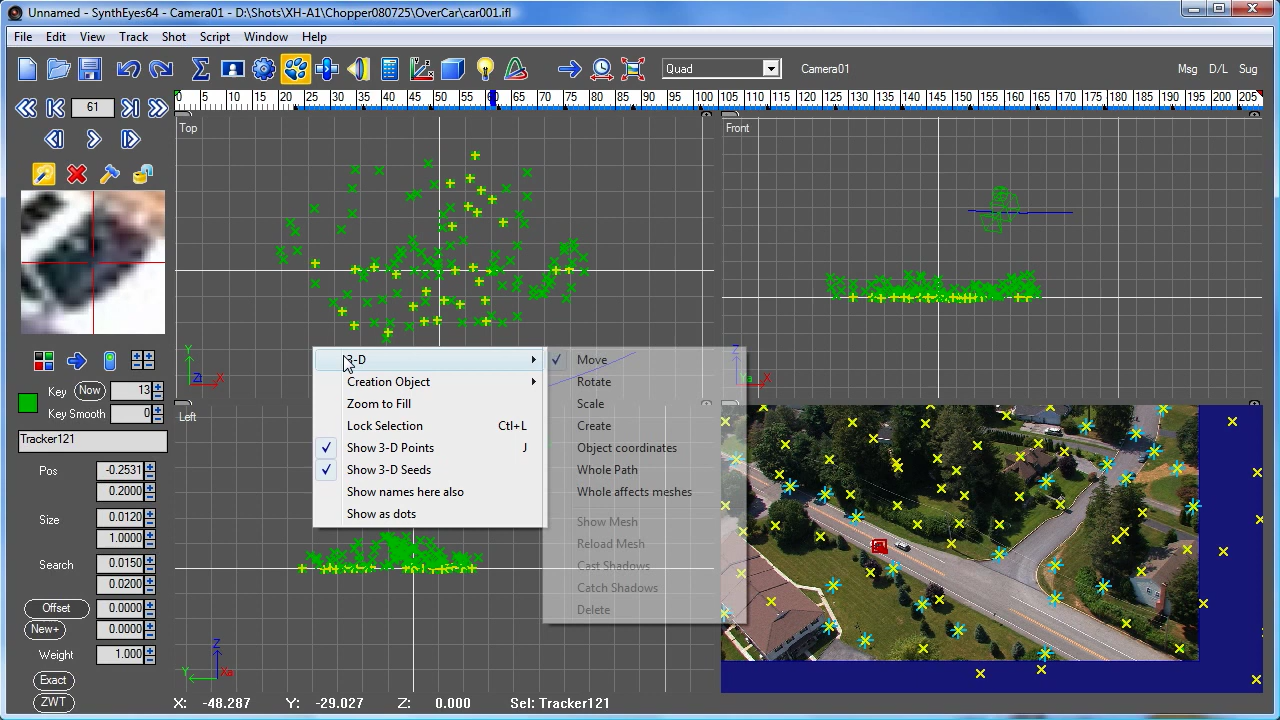 Unnamed - SynthEyes64 - Camera01 - D:\Shots\XH-A1\Chopper080725\OverCar\car001.ifl
File Edit View Track Shot Script Window Help
Quad Camera01 Msg D/L Sug
61
0 5 10 15 20 25 30 35 40 45 50 55 60 65 70 75 80 85 90 95 100 105 110 115 120 125 130 135 140 145 150 155 160 165 170 175 180 185 190 195 200 205
Top
Front
Y
X
Z
X
3-D
Creation Object
Zoom to Fill
Lock Selection Ctl+L
Show 3-D Points J
Show 3-D Seeds
Show names here also
Show as dots
Move
Rotate
Scale
Create
Object coordinates
Whole Path
Whole affects meshes
Show Mesh
Reload Mesh
Cast Shadows
Catch Shadows
Delete
Left
Z
Y
Xa
Key Now 13
Key Smooth 0
Tracker121
Pos -0.2531
0.2000
Size 0.0120
1.0000
Search 0.0150
0.0200
Offset 0.0000
New+ 0.0000
Weight 1.000
Exact
ZWT
X: -48.287 Y: -29.027 Z: 0.000 Sel: Tracker121